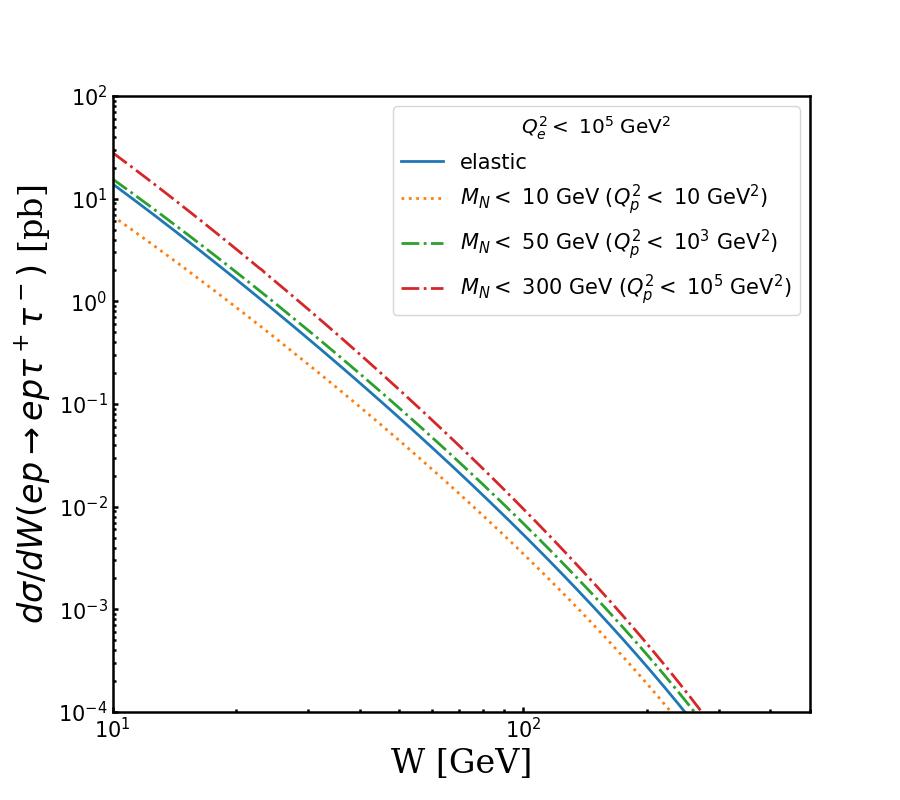 Q_e^2 < 10^5 GeV^2
elastic
M_N < 10 GeV (Q_p^2 < 10 GeV^2)
M_N < 50 GeV (Q_p^2 < 10^3 GeV^2)
M_N < 300 GeV (Q_p^2 < 10^5 GeV^2)
dσ/dW(ep → epτ^+τ^-) [pb]
10^2
10^1
10^0
10^-1
10^-2
10^-3
10^-4
10^1 10^2
W [GeV]